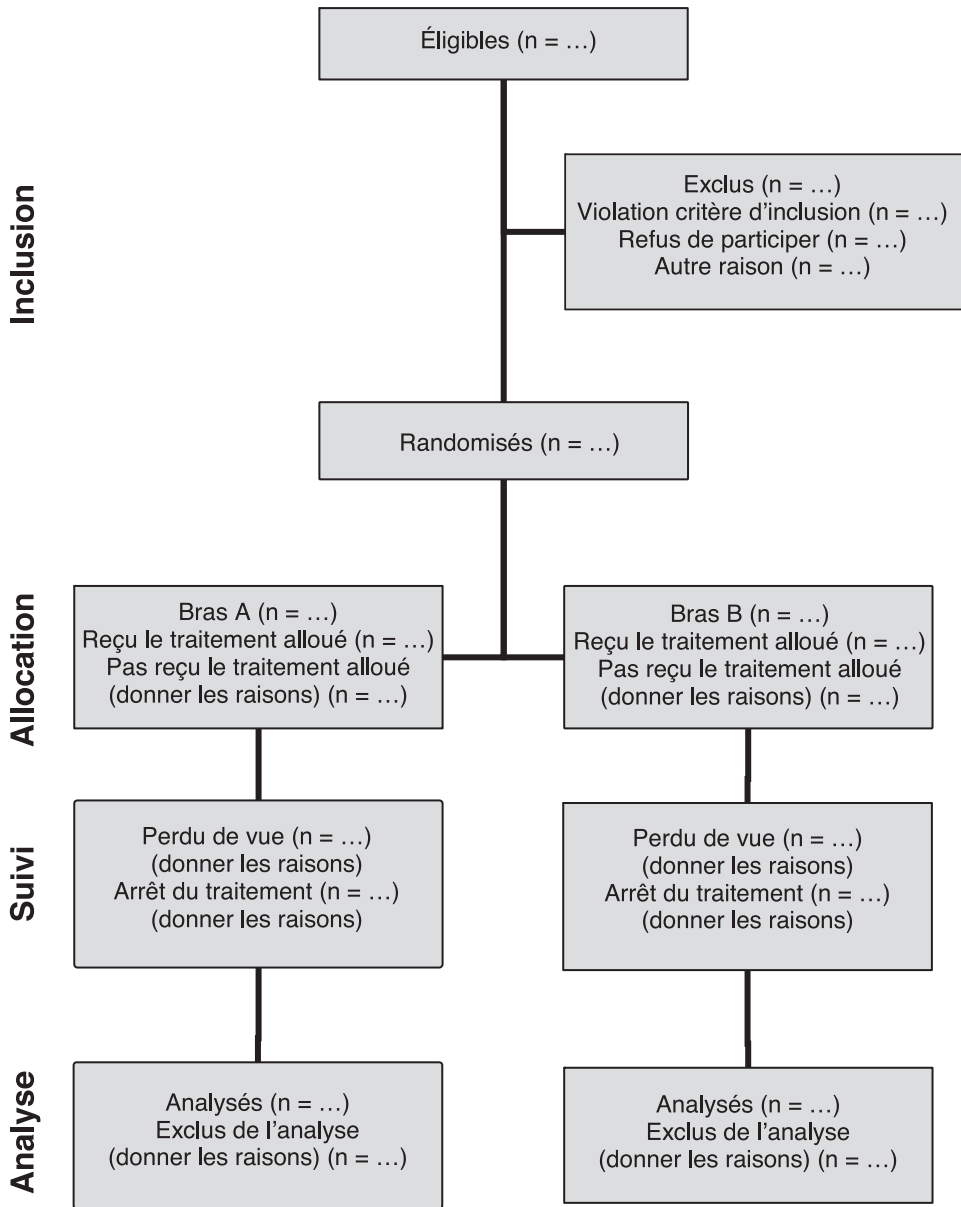 Éligibles (n = …)
Inclusion
Exclus (n = …)
Violation critère d’inclusion (n = …)
Refus de participer (n = …)
Autre raison (n = …)
Randomisés (n = …)
Allocation
Bras A (n = …)
Reçu le traitement alloué (n = …)
Pas reçu le traitement alloué
(donner les raisons) (n = …)
Bras B (n = …)
Reçu le traitement alloué (n = …)
Pas reçu le traitement alloué
(donner les raisons) (n = …)
Suivi
Perdu de vue (n = …)
(donner les raisons)
Arrêt du traitement (n = …)
(donner les raisons)
Perdu de vue (n = …)
(donner les raisons)
Arrêt du traitement (n = …)
(donner les raisons)
Analyse
Analysés (n = …)
Exclus de l’analyse
(donner les raisons) (n = …)
Analysés (n = …)
Exclus de l’analyse
(donner les raisons) (n = …)